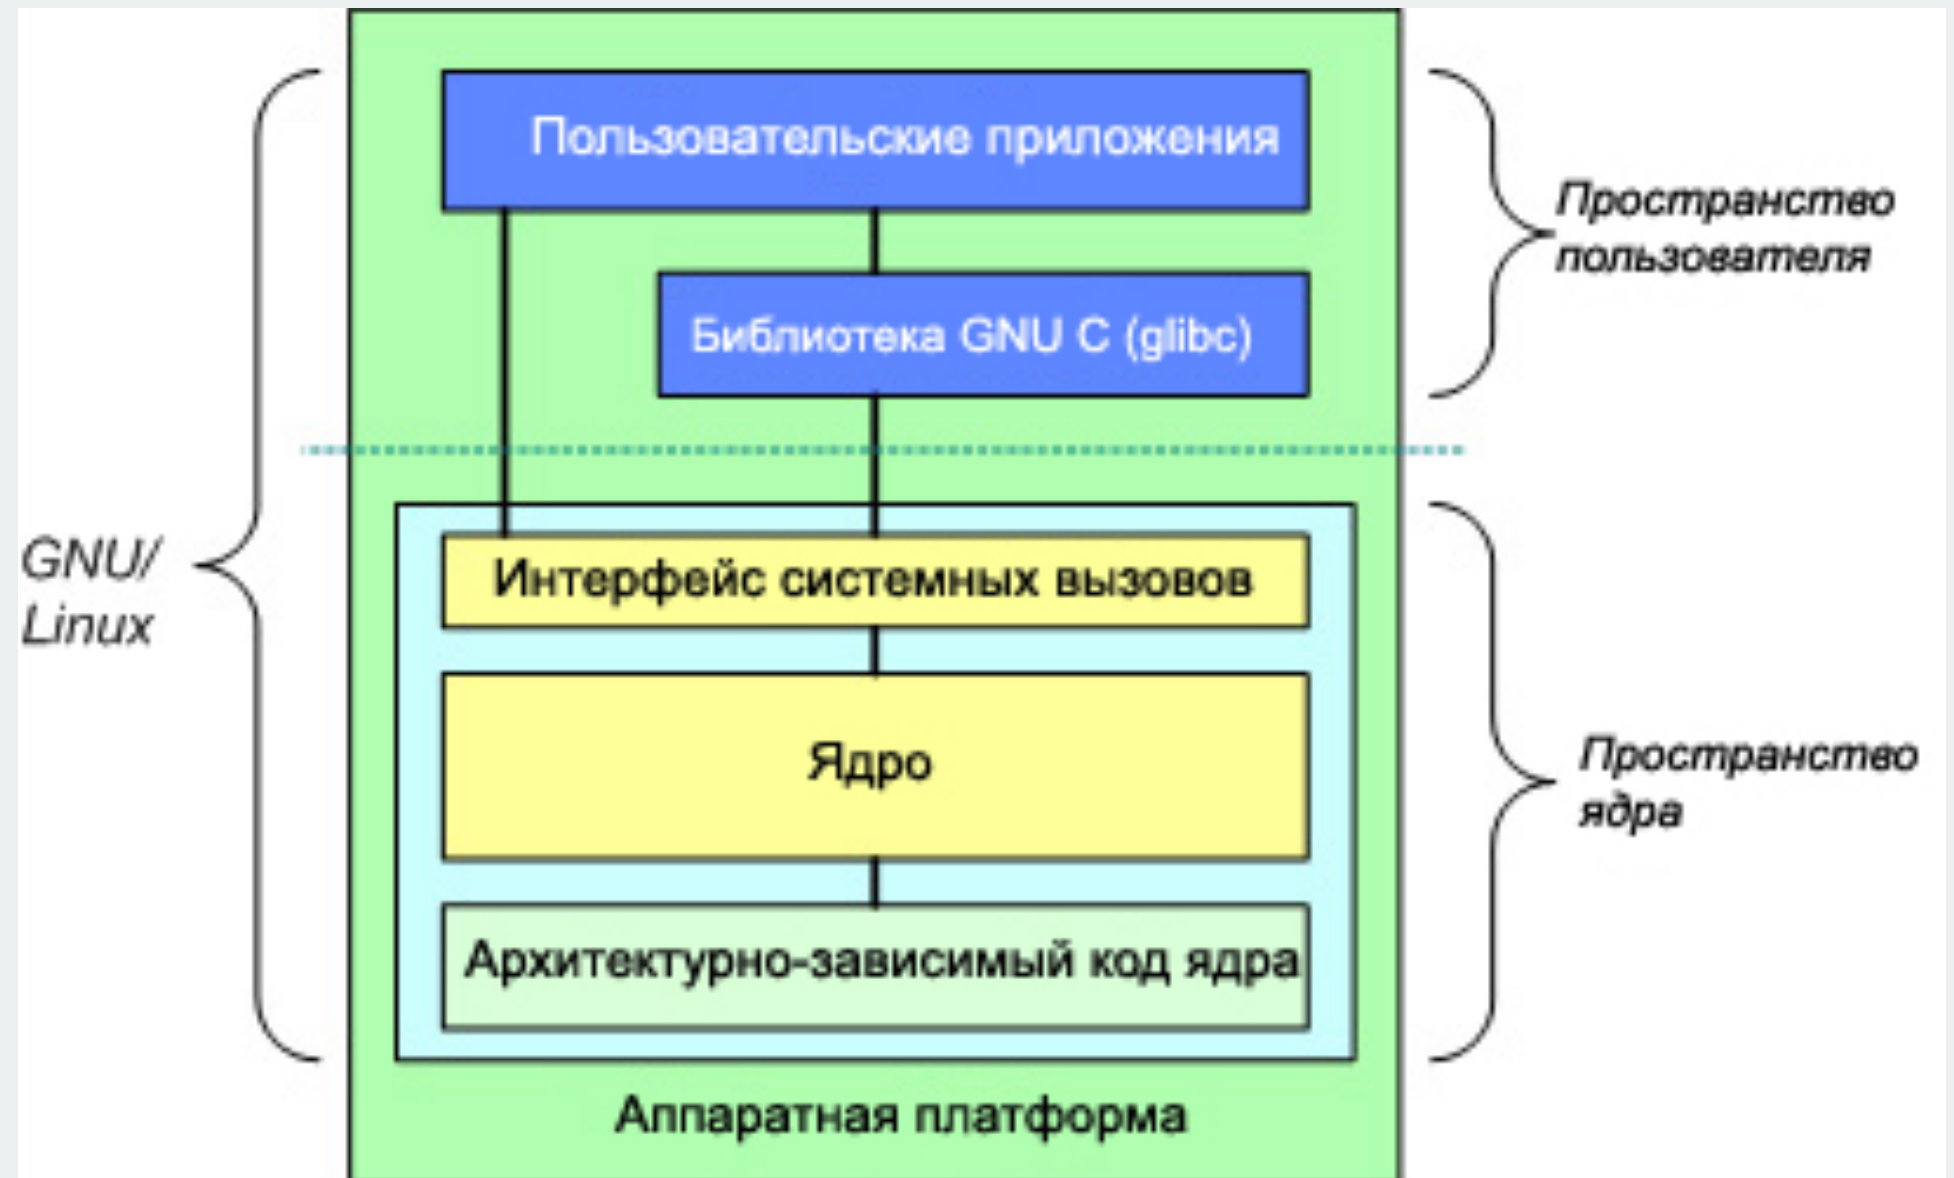 Пользовательские приложения
Пространство
пользователя
Библиотека GNU C (glibc)
GNU/
Linux
Интерфейс системных вызовов
Ядро
Пространство
ядра
Архитектурно-зависимый код ядра
Аппаратная платформа